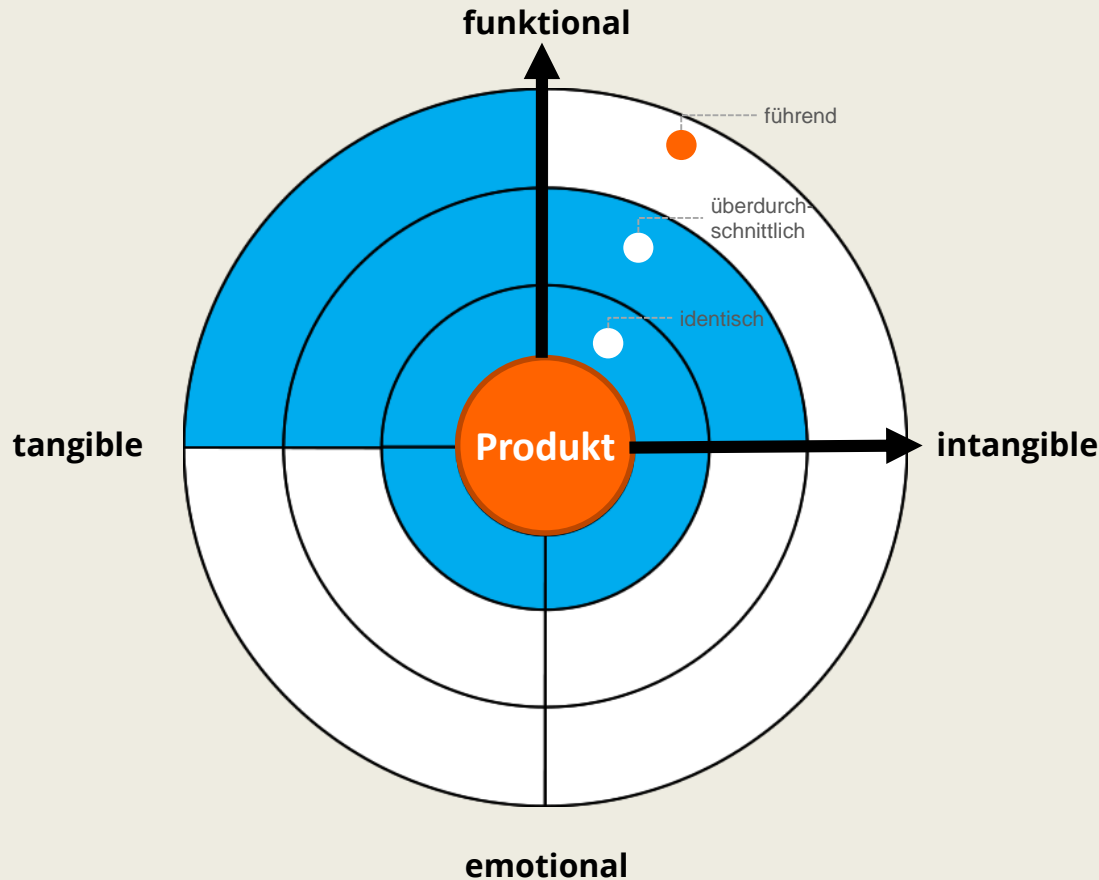 funktional
führend
überdurch-
schnittlich
identisch
tangible
Produkt
intangible
emotional